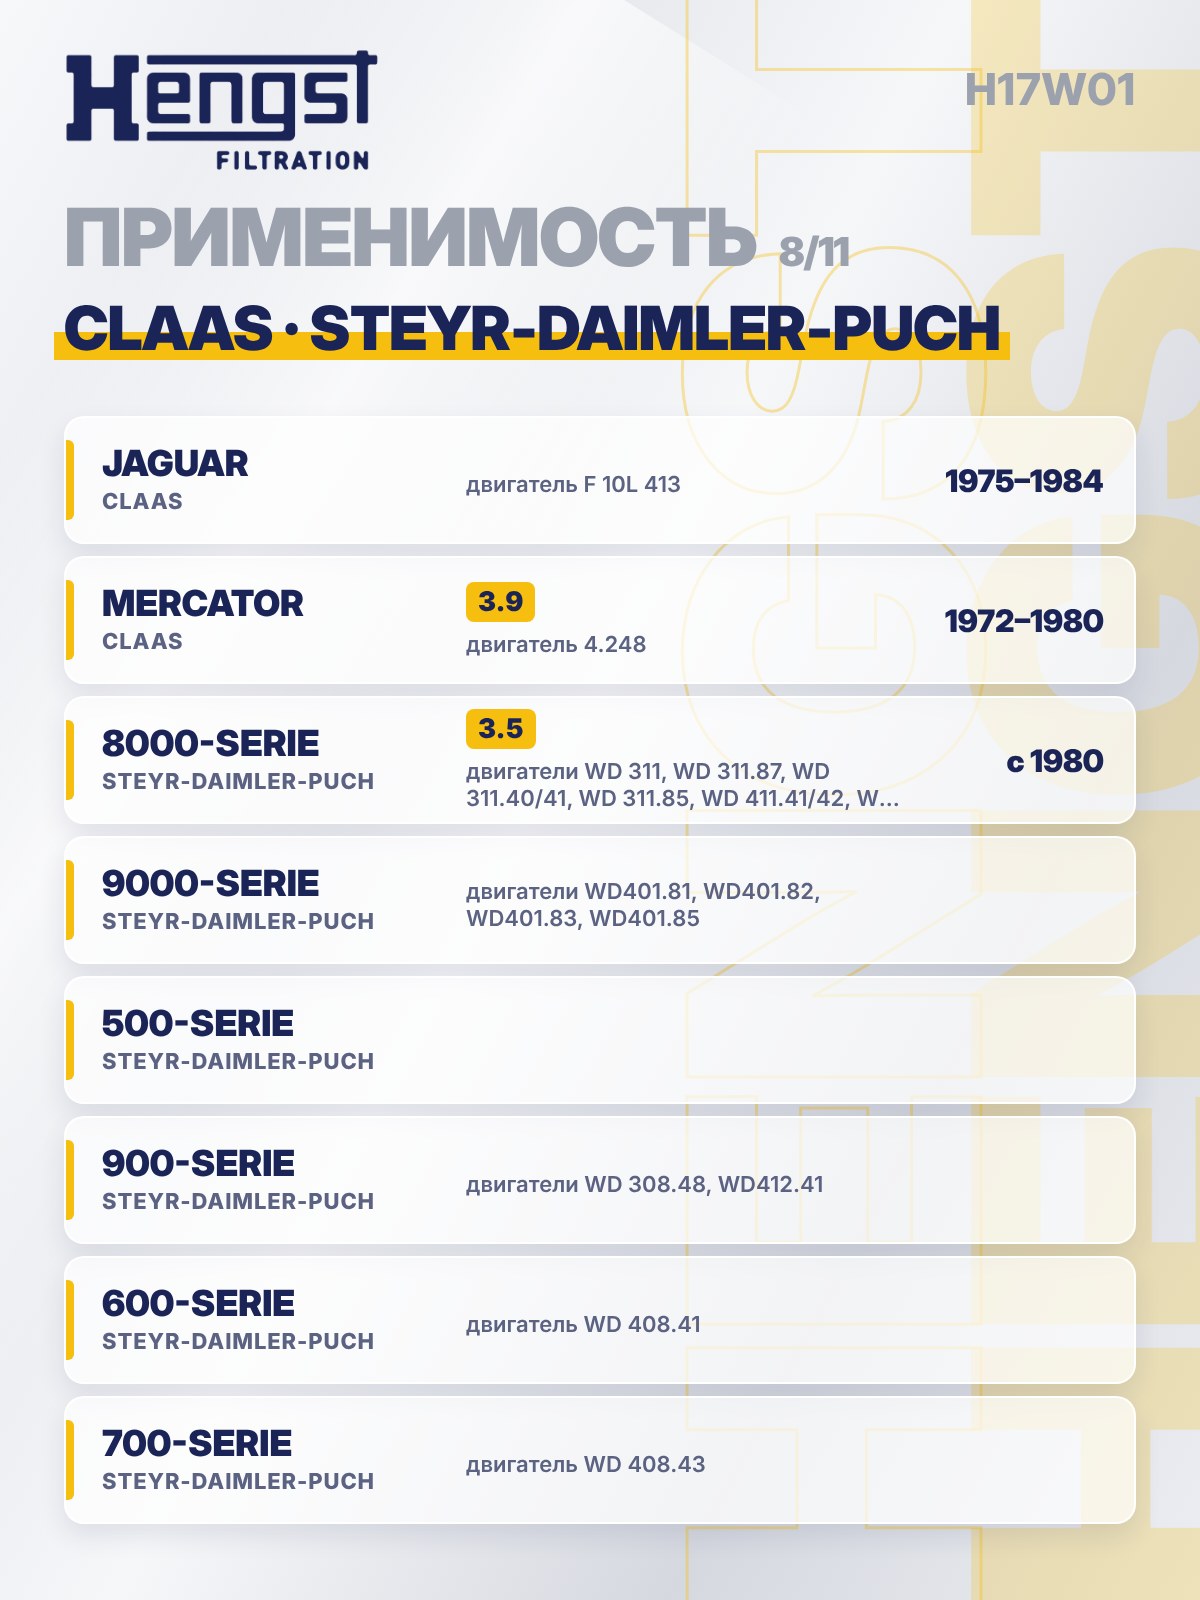 Hengst
FILTRATION
H17W01
ПРИМЕНИМОСТЬ 8/11
CLAAS · STEYR-DAIMLER-PUCH
JAGUAR
CLAAS
двигатель F 10L 413
1975–1984
MERCATOR
CLAAS
3.9
двигатель 4.248
1972–1980
8000-SERIE
STEYR-DAIMLER-PUCH
3.5
двигатели WD 311, WD 311.87, WD
311.40/41, WD 311.85, WD 411.41/42, W...
с 1980
9000-SERIE
STEYR-DAIMLER-PUCH
двигатели WD401.81, WD401.82,
WD401.83, WD401.85
500-SERIE
STEYR-DAIMLER-PUCH
900-SERIE
STEYR-DAIMLER-PUCH
двигатели WD 308.48, WD412.41
600-SERIE
STEYR-DAIMLER-PUCH
двигатель WD 408.41
700-SERIE
STEYR-DAIMLER-PUCH
двигатель WD 408.43
HENGST
HENGST